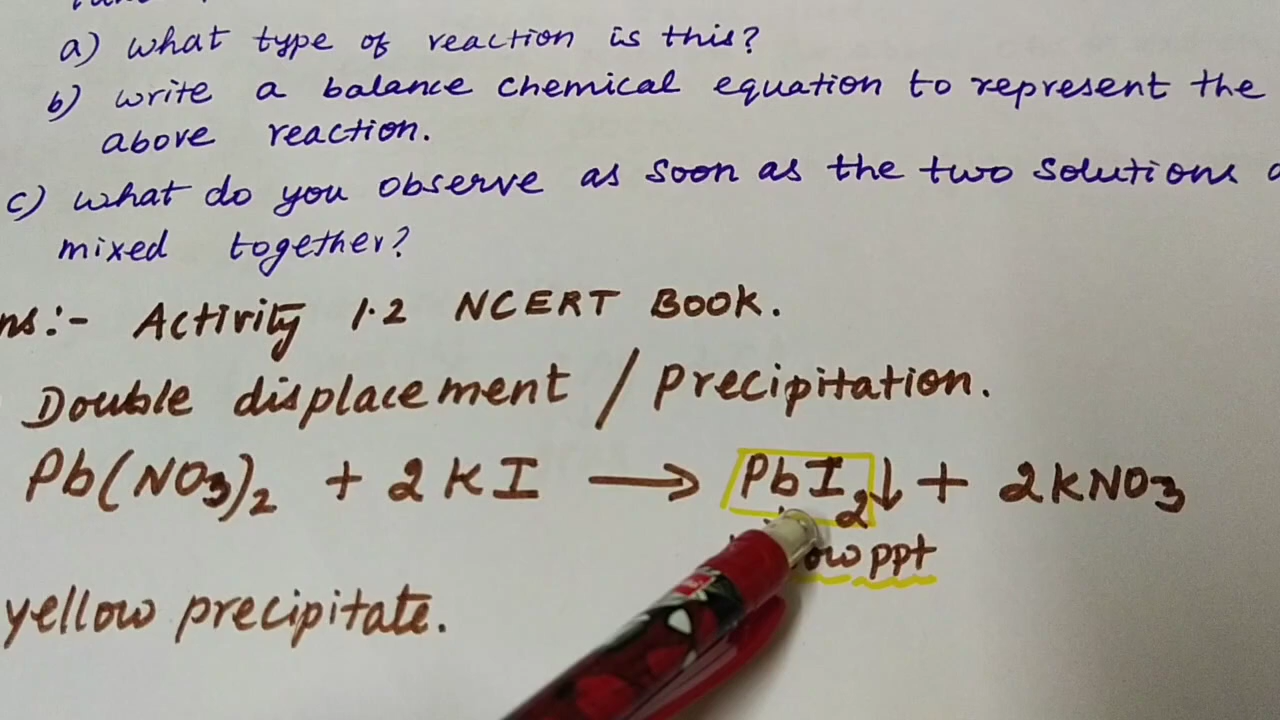 a) what type of reaction is this?
b) write a balance chemical equation to represent the
above reaction.
c) what do you observe as soon as the two solutions
mixed together?
ns:- Activity 1.2 NCERT Book.
Double displacement / Precipitation.
Pb(NO3)2 + 2KI → PbI2↓ + 2KNO3
ow ppt
yellow precipitate.